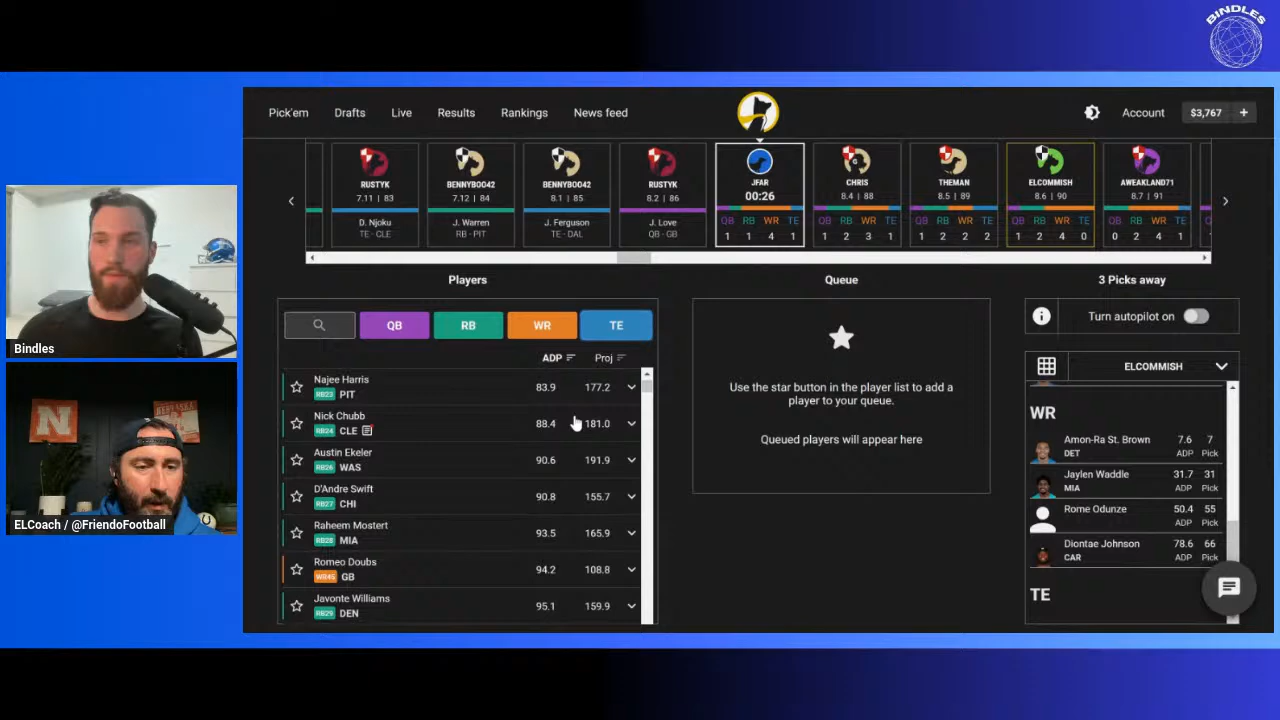 BINDLES
Pick'em Drafts Live Results Rankings News feed Account $3,767 +
RUSTYK BENNYB0042 BENNYB0042 RUSTYK JFAR CHRIS THEMAN ELCOMMISH AWEAKLAND71
7.11 | 83 7.12 | 84 8.1 | 85 8.2 | 86 00:26 8.4 | 88 8.5 | 89 8.6 | 90 8.7 | 91
D. Njoku J. Warren J. Ferguson J. Love QB RB WR TE QB RB WR TE QB RB WR TE QB RB WR TE QB RB WR TE
TE - CLE RB - PIT TE - DAL QB - GB 1 1 4 1 1 2 3 1 1 2 2 2 1 2 4 0 0 2 4 1
Players
QB RB WR TE
ADP Proj
Najee Harris
RB23 PIT 83.9 177.2
Nick Chubb
RB24 CLE 88.4 181.0
Austin Ekeler
RB26 WAS 90.6 191.9
D'Andre Swift
RB27 CHI 90.8 155.7
Raheem Mostert
RB28 MIA 93.5 165.9
Romeo Doubs
WR45 GB 94.2 108.8
Javonte Williams
RB29 DEN 95.1 159.9
Queue
Use the star button in the player list to add a
player to your queue.
Queued players will appear here
3 Picks away
Turn autopilot on
ELCOMMISH
WR
Amon-Ra St. Brown 7.6 7
DET ADP Pick
Jaylen Waddle 31.7 31
MIA ADP Pick
Rome Odunze 50.4 55
ADP Pick
Diontae Johnson 78.6 66
CAR ADP Pick
TE
Bindles
N
ELCoach / @FriendoFootball